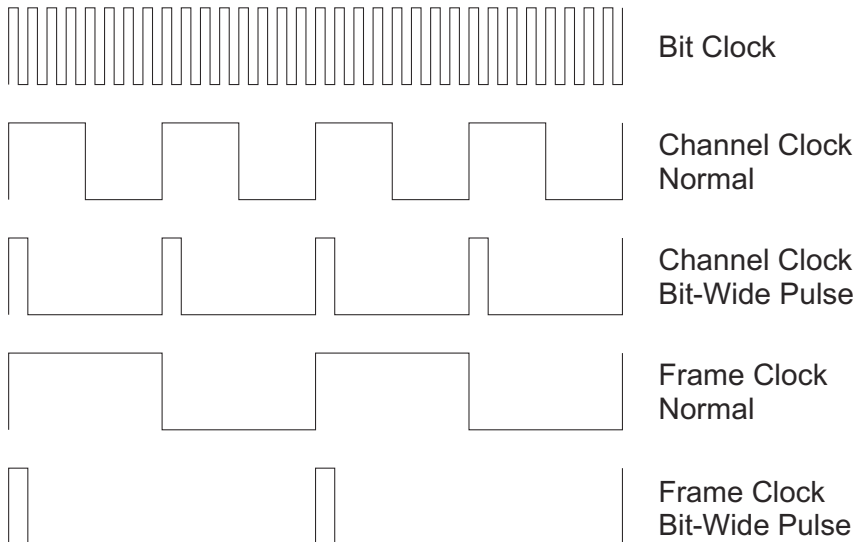 Bit Clock
Channel Clock
Normal
Channel Clock
Bit-Wide Pulse
Frame Clock
Normal
Frame Clock
Bit-Wide Pulse